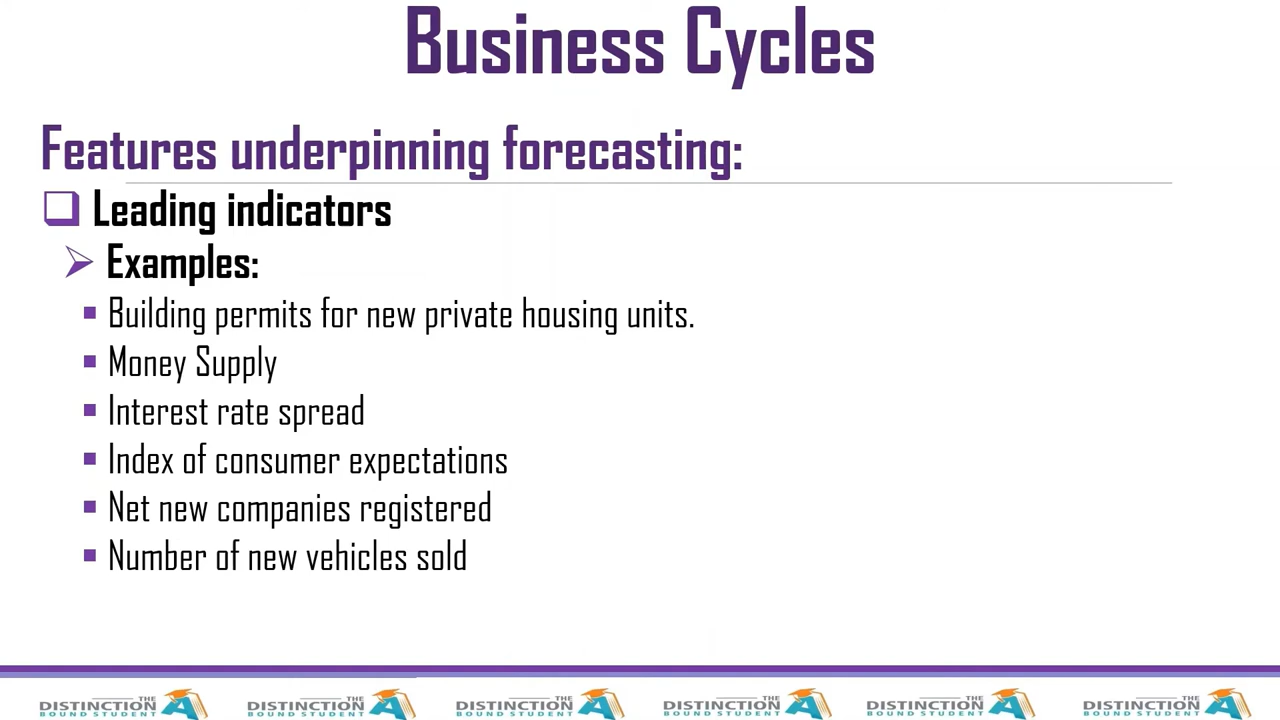 Business Cycles
Features underpinning forecasting:
Leading indicators
Examples:
Building permits for new private housing units.
Money Supply
Interest rate spread
Index of consumer expectations
Net new companies registered
Number of new vehicles sold
THE DISTINCTION BOUND STUDENT A
THE DISTINCTION BOUND STUDENT A
THE DISTINCTION BOUND STUDENT A
THE DISTINCTION BOUND STUDENT A
THE DISTINCTION BOUND STUDENT A
THE DISTINCTION BOUND STUDENT A